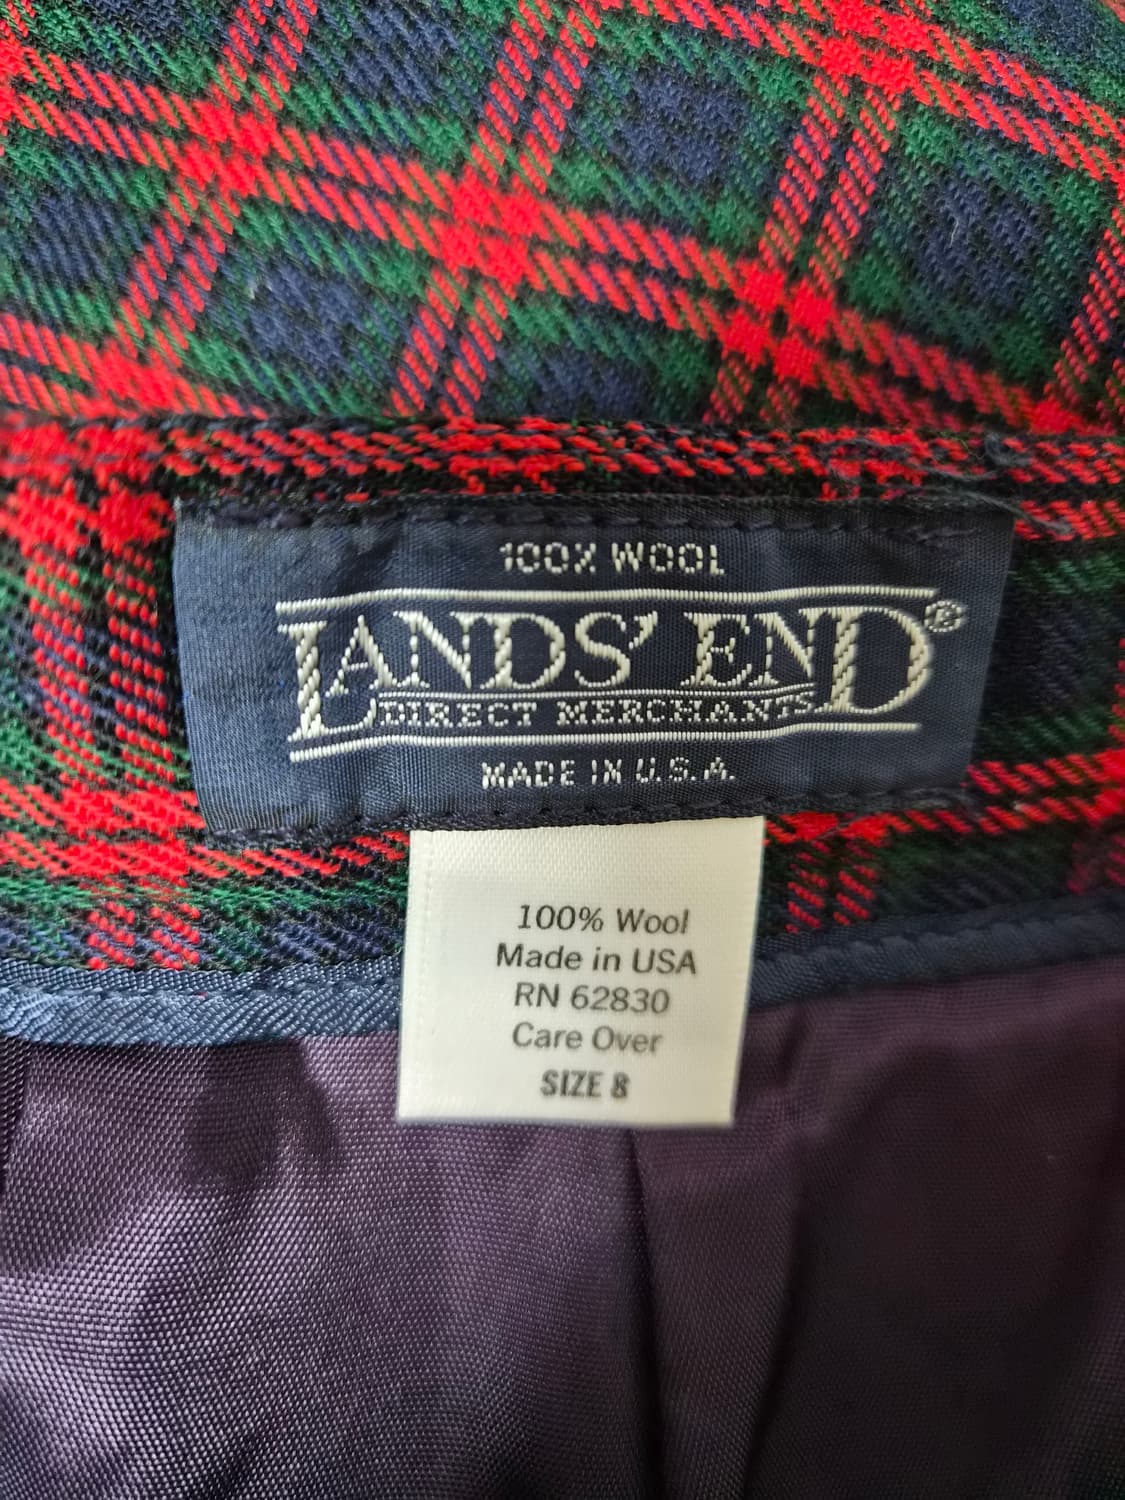 100% WOOL
LANDS' END®
DIRECT MERCHANTS
MADE IN U.S.A.
100% Wool
Made in USA
RN 62830
Care Over
SIZE 8